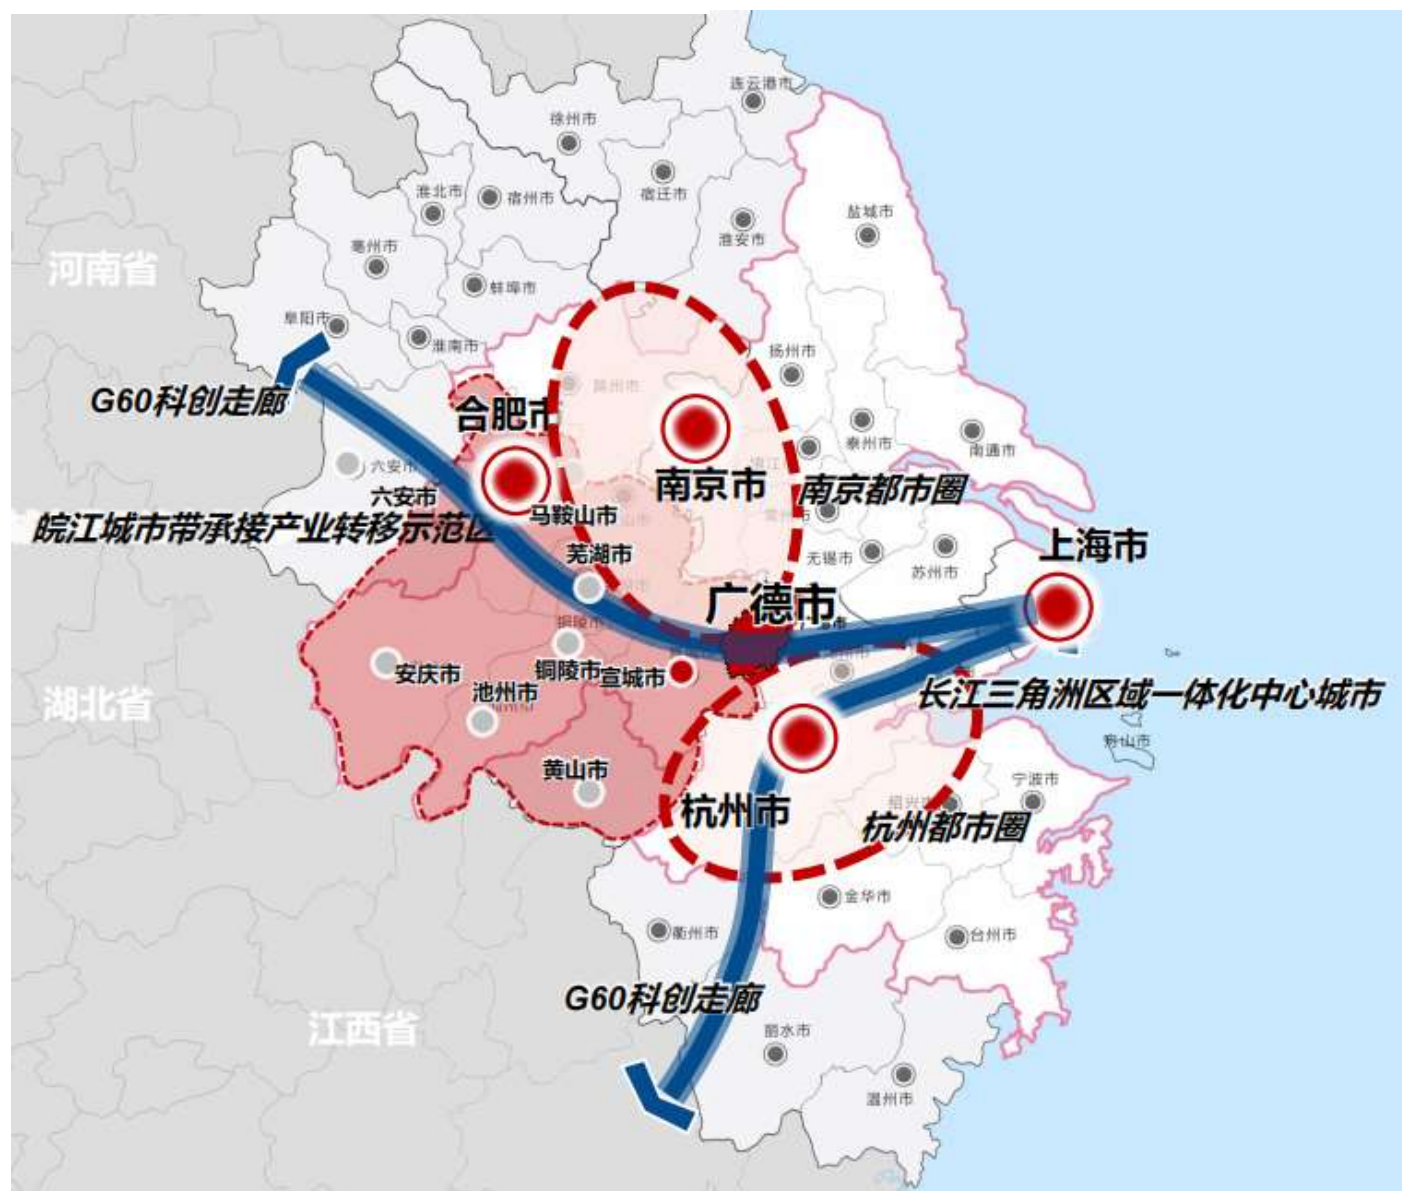 连云港市
徐州市
宿迁市
淮北市
宿州市
盐城市
淮安市
亳州市
河南省
蚌埠市
阜阳市
淮南市
扬州市
滁州市
G60科创走廊
合肥市
泰州市
南通市
六安市
六安市
南京市
南京都市圈
马鞍山市
皖江城市带承接产业转移示范区
上海市
芜湖市
无锡市
苏州市
广德市
铜陵市
安庆市
铜陵市
宣城市
池州市
湖北省
长江三角洲区域一体化中心城市
舟山市
黄山市
宁波市
杭州市
杭州都市圈
金华市
衢州市
台州市
G60科创走廊
江西省
丽水市
温州市